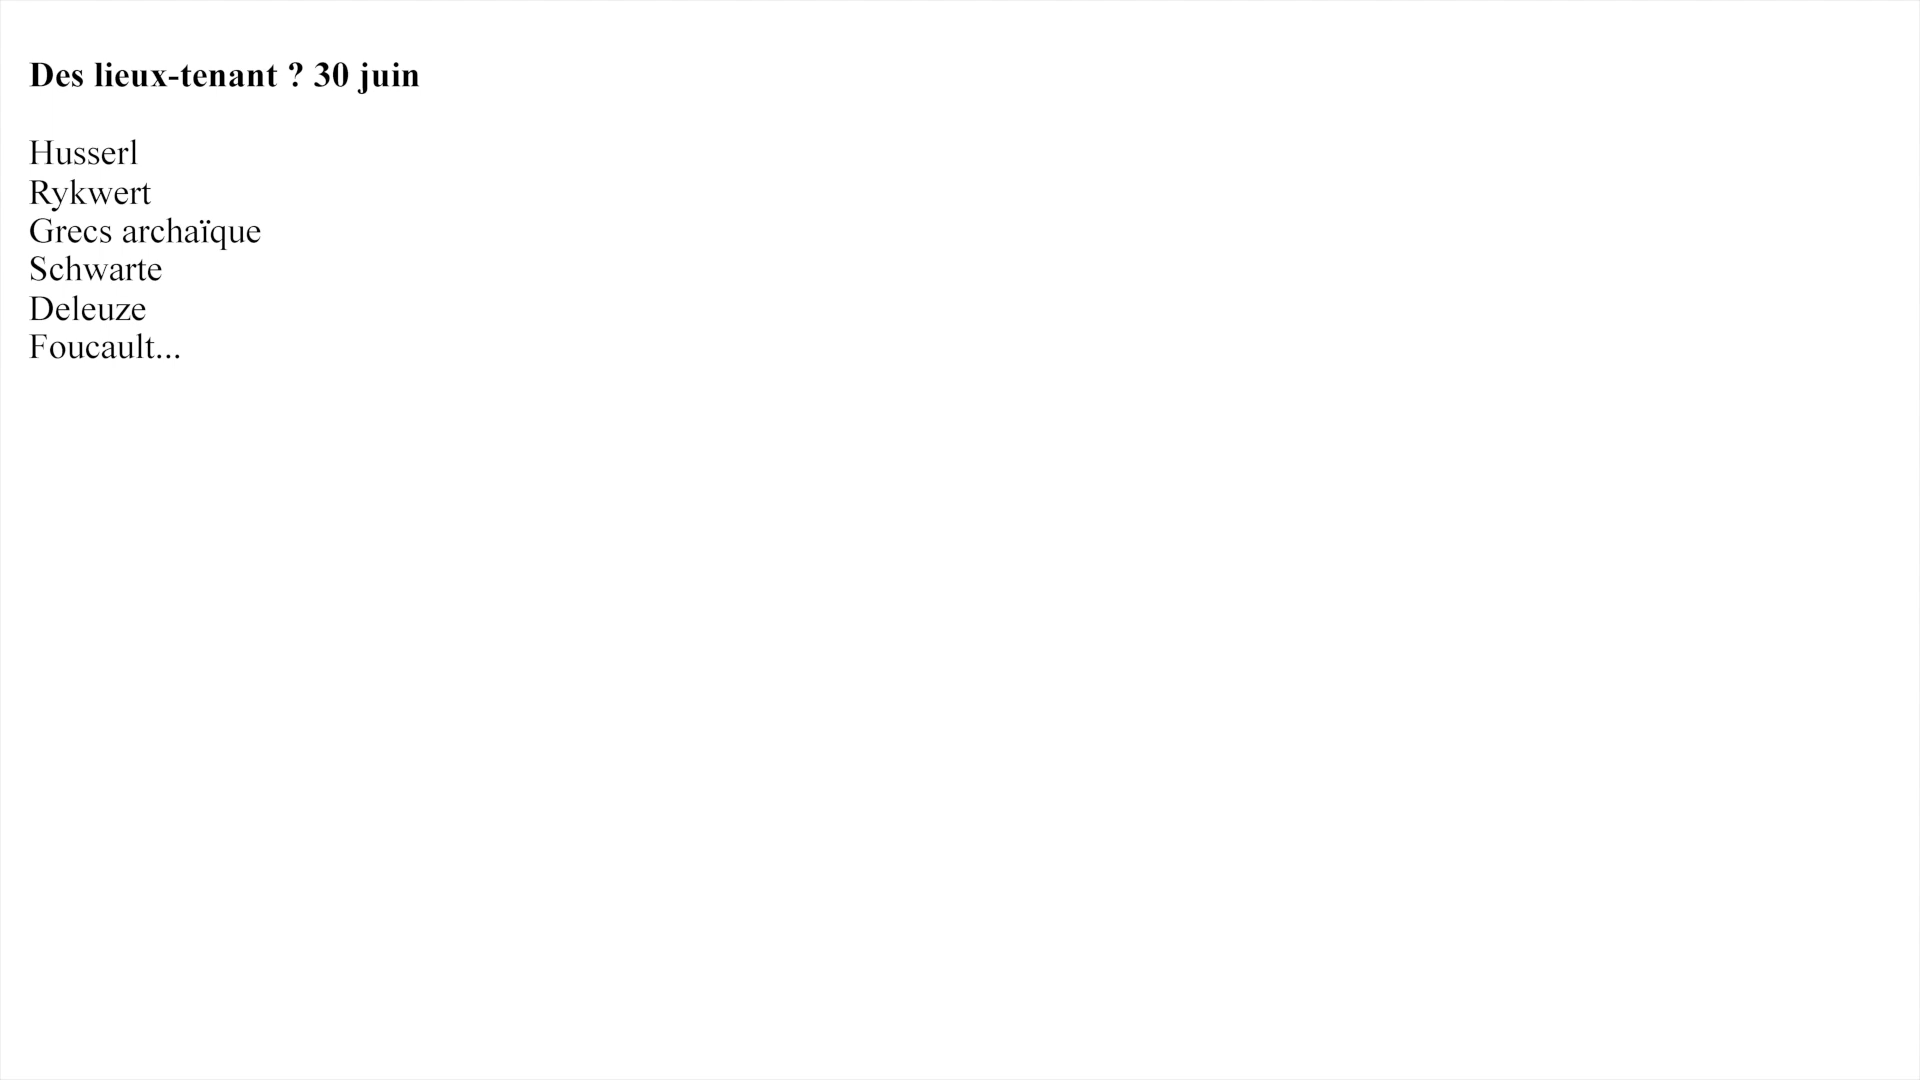 Des lieux-tenant ? 30 juin
Husserl
Rykwert
Grecs archaïque
Schwarte
Deleuze
Foucault...